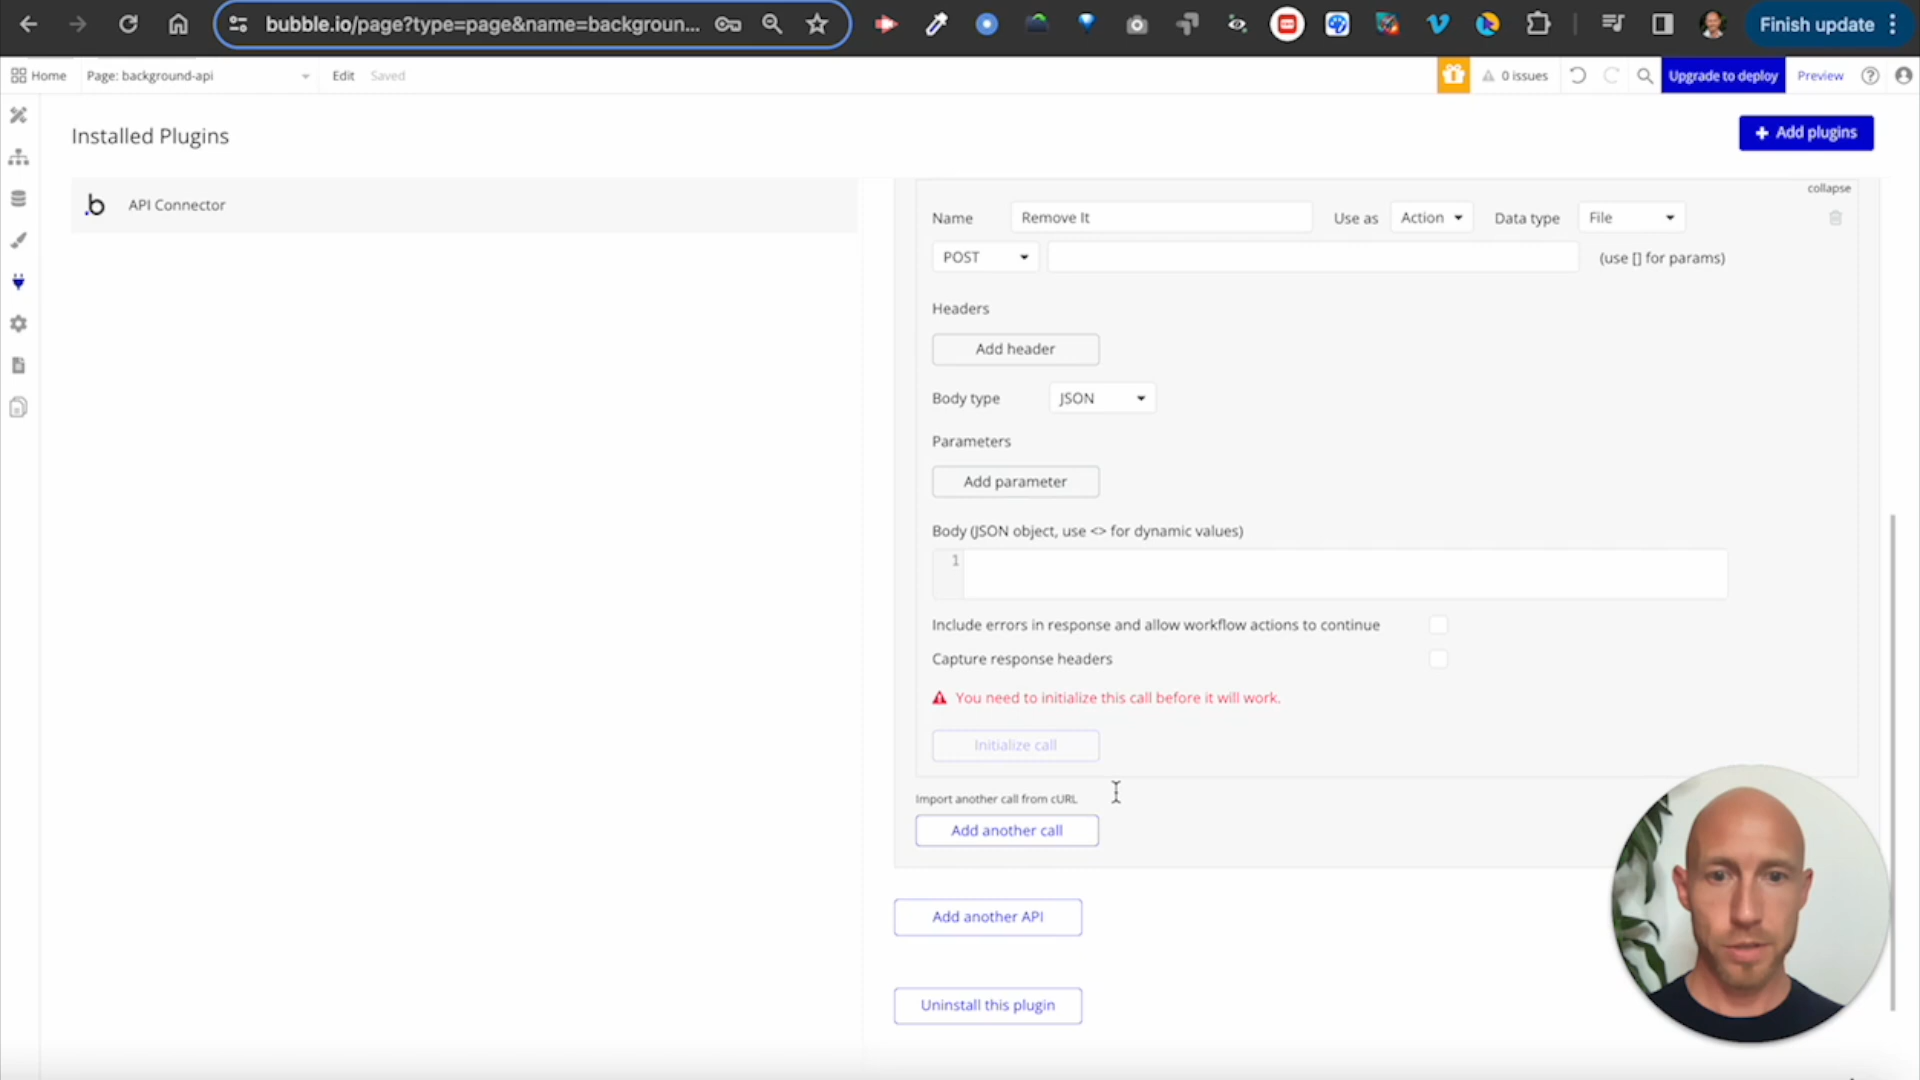 bubble.io/page?type=page&name=backgroun...
Finish update
Home
Page: background-api
Edit
Saved
0 issues
Upgrade to deploy
Preview
Installed Plugins
+ Add plugins
.b API Connector
collapse
Name
Remove It
Use as
Action
Data type
File
POST
(use [] for params)
Headers
Add header
Body type
JSON
Parameters
Add parameter
Body (JSON object, use <> for dynamic values)
1
Include errors in response and allow workflow actions to continue
Capture response headers
You need to initialize this call before it will work.
Initialize call
Import another call from cURL
Add another call
Add another API
Uninstall this plugin